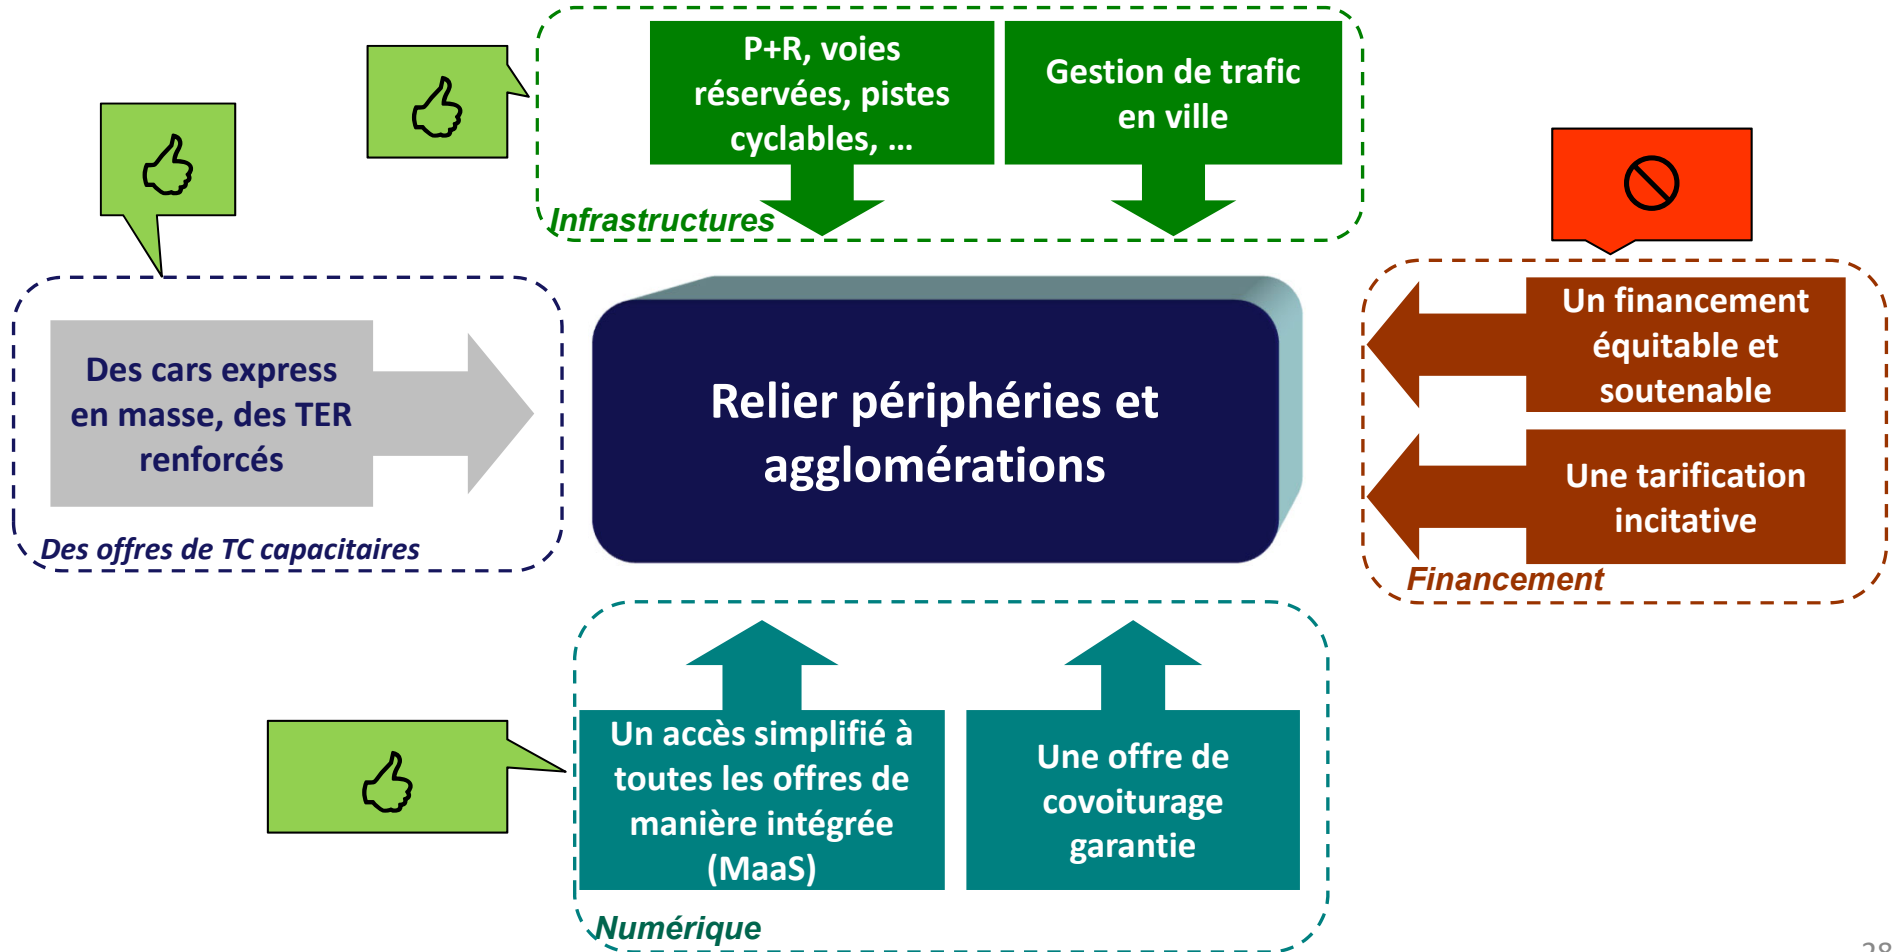 P+R, voies
réservées, pistes
cyclables, …
Gestion de trafic
en ville
Infrastructures
Des cars express
en masse, des TER
renforcés
Des offres de TC capacitaires
Relier périphéries et
agglomérations
Un financement
équitable et
soutenable
Une tarification
incitative
Financement
Un accès simplifié à
toutes les offres de
manière intégrée
(MaaS)
Une offre de
covoiturage
garantie
Numérique
28